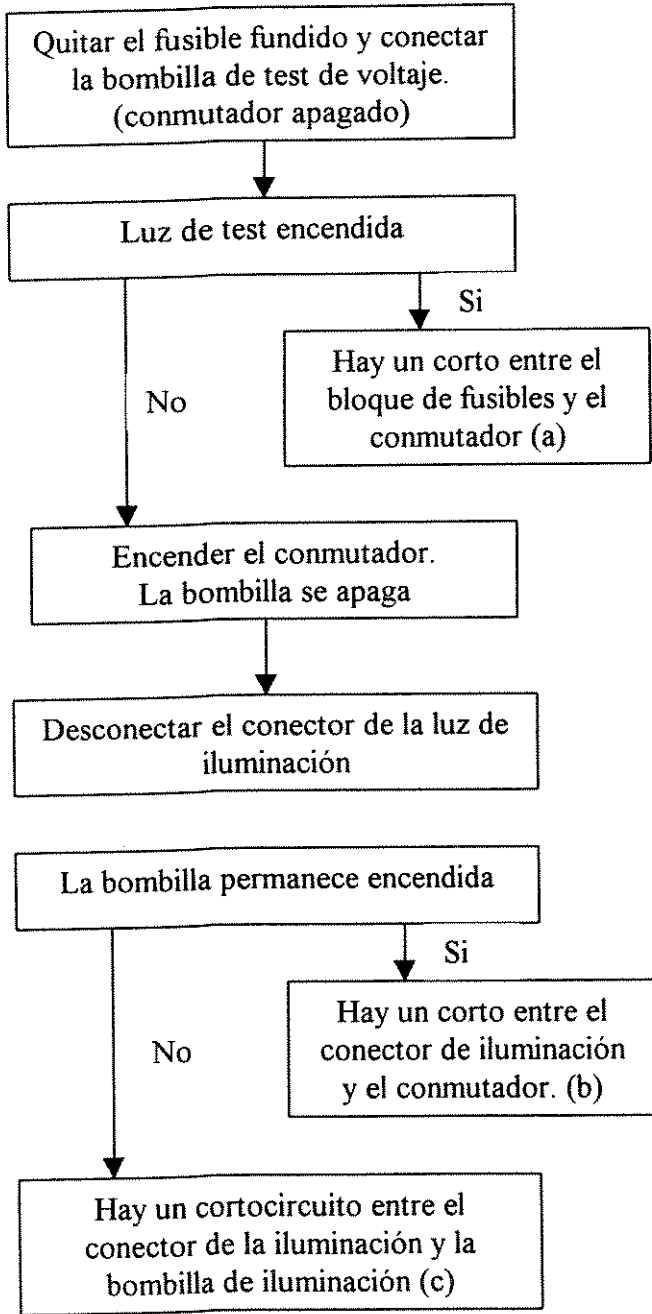 Quitar el fusible fundido y conectar
la bombilla de test de voltaje.
(conmutador apagado)
Luz de test encendida
Si
Hay un corto entre el
bloque de fusibles y el
conmutador (a)
No
Encender el conmutador.
La bombilla se apaga
Desconectar el conector de la luz de
iluminación
La bombilla permanece encendida
Si
Hay un corto entre el
conector de iluminación
y el conmutador. (b)
No
Hay un cortocircuito entre el
conector de la iluminación y la
bombilla de iluminación (c)